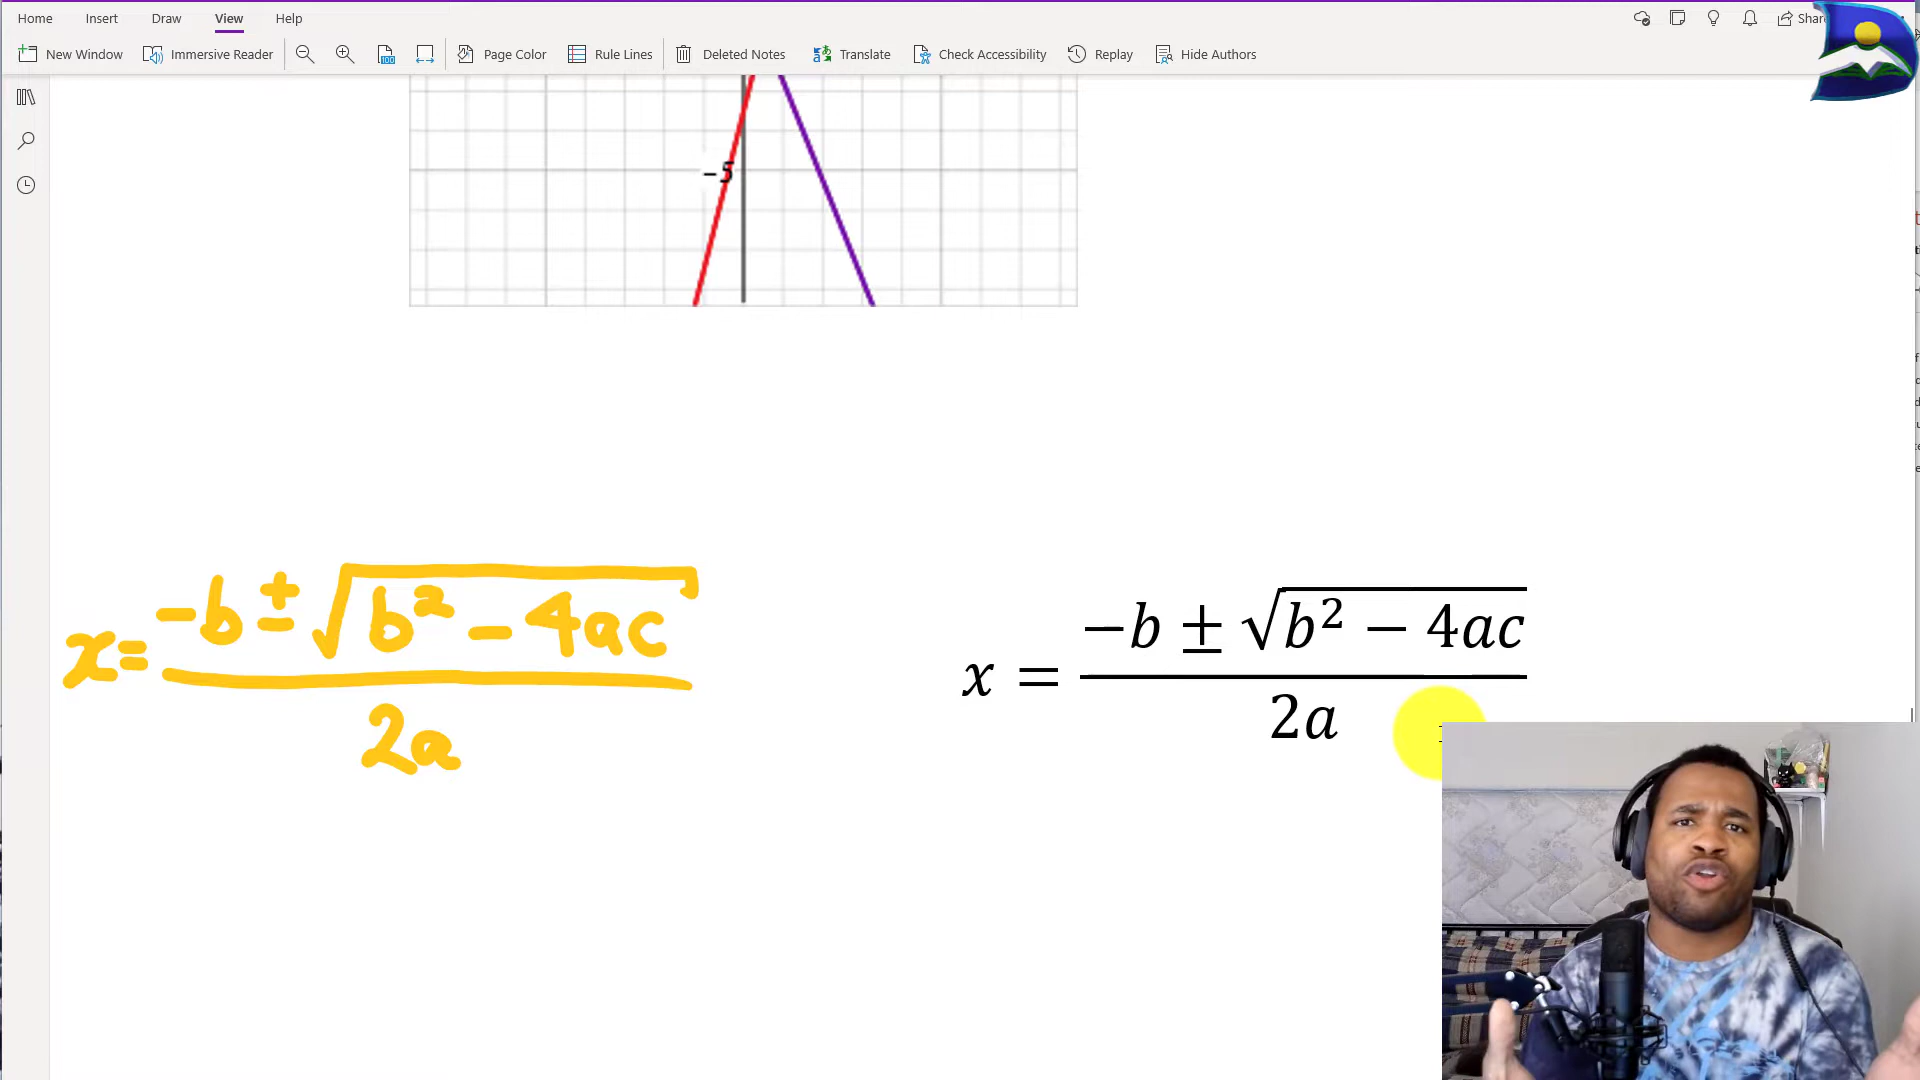 Home Insert Draw View Help
Share
New Window Immersive Reader 100 Page Color Rule Lines Deleted Notes Translate Check Accessibility Replay Hide Authors
-5
x = -b ± √b² - 4ac
2a
x = −b ± √b² − 4ac
2a